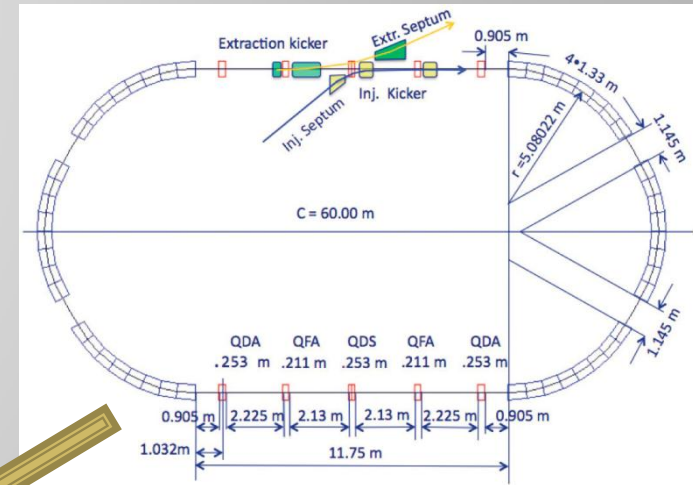 Extraction kicker
Extr. Septum
0.905 m
Inj. Septum
Inj. Kicker
4•1.33 m
1.145 m
r =5.08022 m
C = 60.00 m
1.145 m
QDA QFA QDS QFA QDA
.253 m .211 m .253 m .211 m .253 m
0.905 m 2.225 m 2.13 m 2.13 m 2.225 m 0.905 m
1.032m
11.75 m